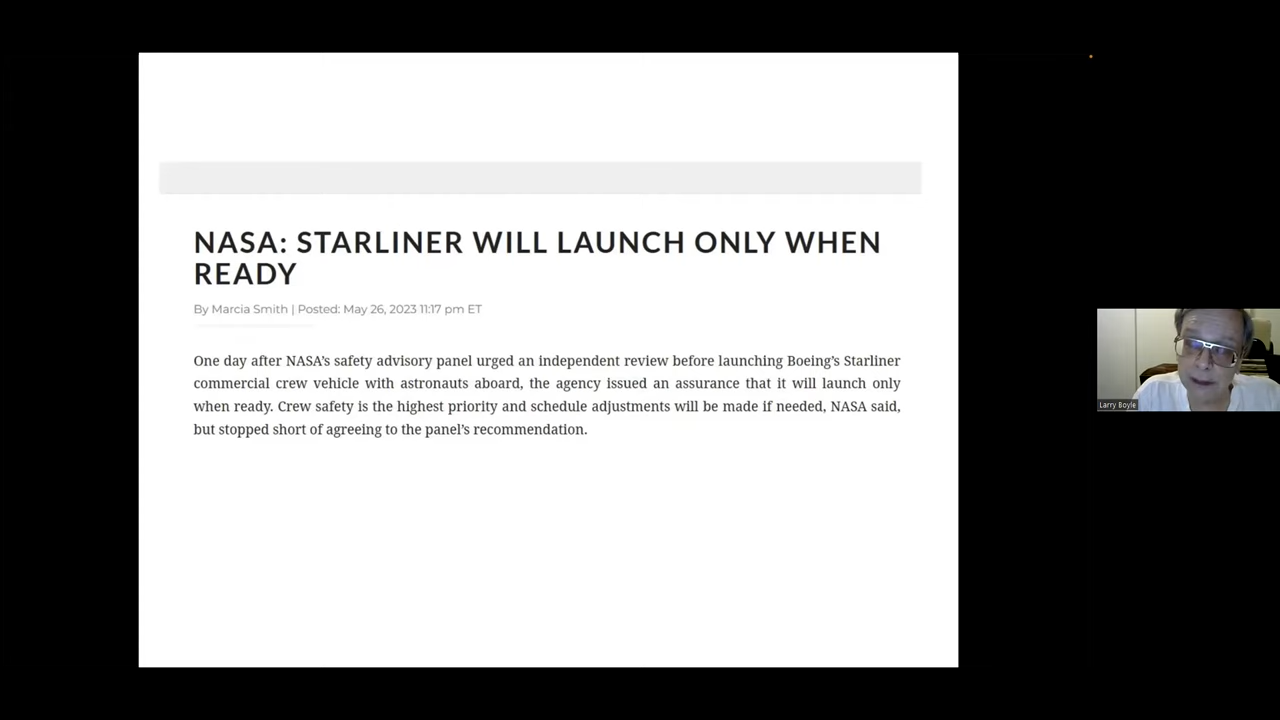 NASA: STARLINER WILL LAUNCH ONLY WHEN
READY
By Marcia Smith | Posted: May 26, 2023 11:17 pm ET
One day after NASA’s safety advisory panel urged an independent review before launching Boeing’s Starliner
commercial crew vehicle with astronauts aboard, the agency issued an assurance that it will launch only
when ready. Crew safety is the highest priority and schedule adjustments will be made if needed, NASA said,
but stopped short of agreeing to the panel’s recommendation.
Larry Boyle